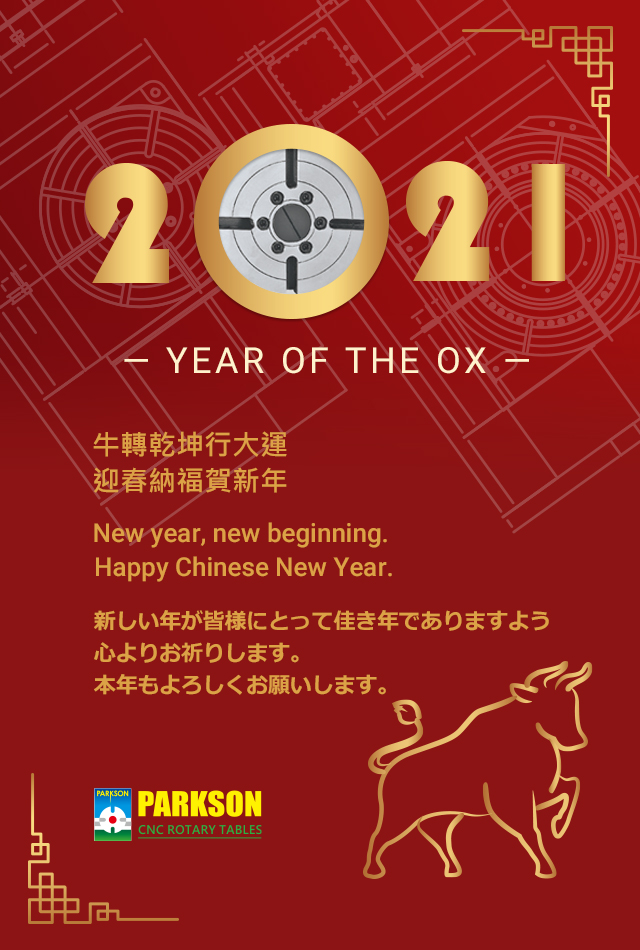 2021
— YEAR OF THE OX —
牛轉乾坤行大運
迎春納福賀新年
New year, new beginning.
Happy Chinese New Year.
新しい年が皆様にとって佳き年でありますよう
心よりお祈りします。
本年もよろしくお願いします。
PARKSON
PARKSON
CNC ROTARY TABLES